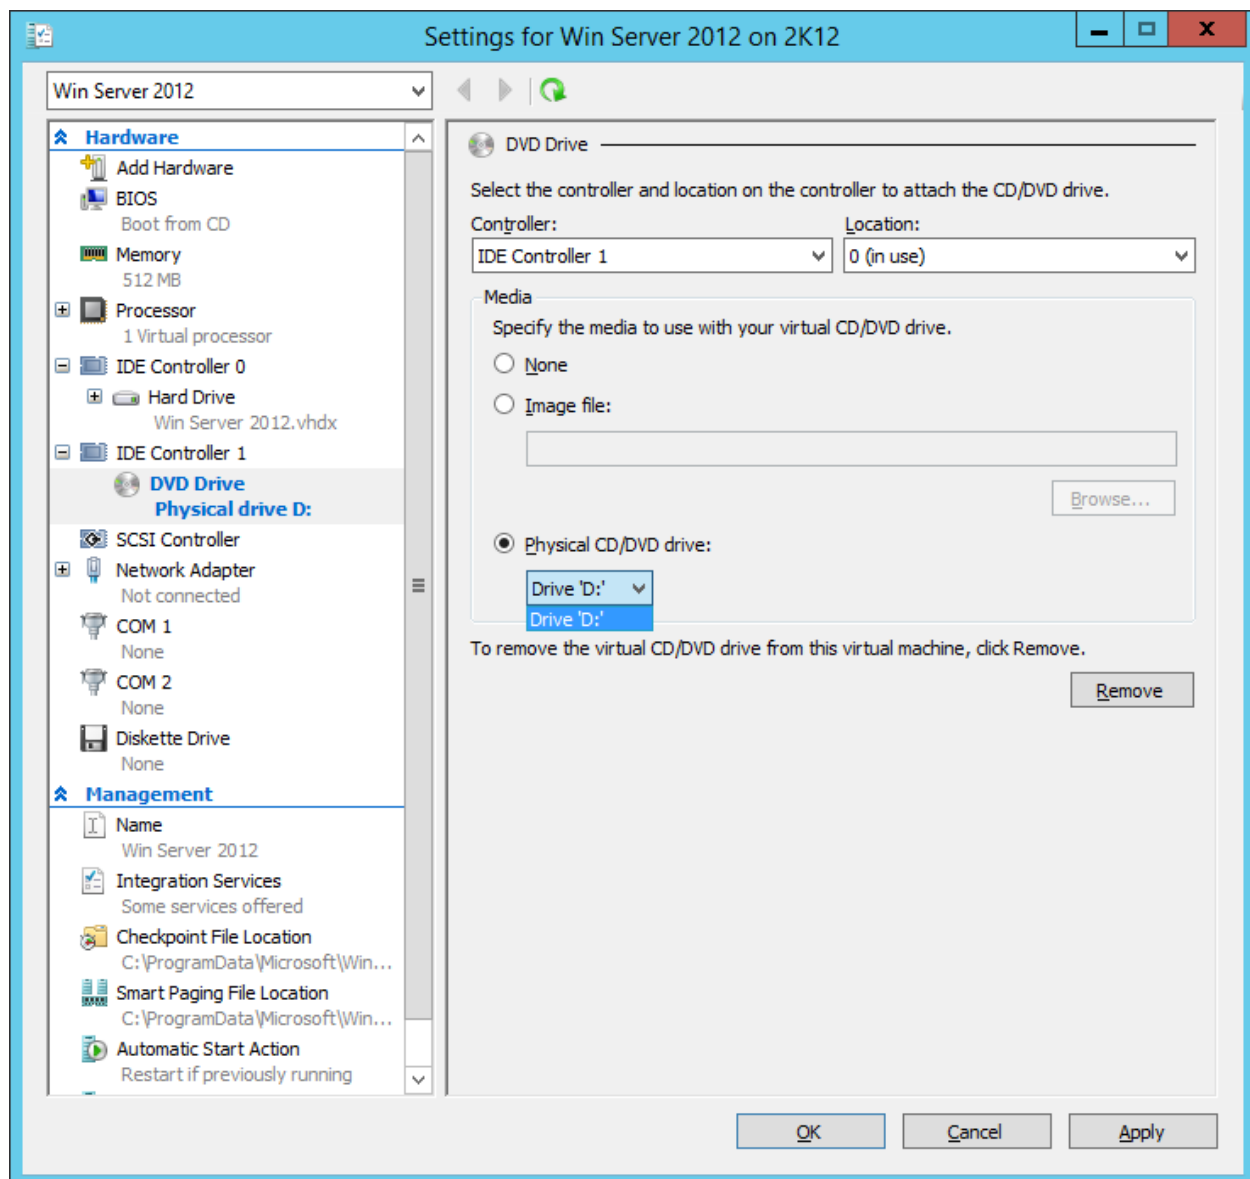 Settings for Win Server 2012 on 2K12
X
Win Server 2012
Hardware
Add Hardware
BIOS
Boot from CD
Memory
512 MB
Processor
1 Virtual processor
IDE Controller 0
Hard Drive
Win Server 2012.vhdx
IDE Controller 1
DVD Drive
Physical drive D:
SCSI Controller
Network Adapter
Not connected
COM 1
None
COM 2
None
Diskette Drive
None
Management
Name
Win Server 2012
Integration Services
Some services offered
Checkpoint File Location
C:\ProgramData\Microsoft\Win...
Smart Paging File Location
C:\ProgramData\Microsoft\Win...
Automatic Start Action
Restart if previously running
DVD Drive
Select the controller and location on the controller to attach the CD/DVD drive.
Controller: Location:
IDE Controller 1 0 (in use)
Media
Specify the media to use with your virtual CD/DVD drive.
None
Image file:
Browse...
Physical CD/DVD drive:
Drive 'D:'
Drive 'D:'
To remove the virtual CD/DVD drive from this virtual machine, click Remove.
Remove
OK Cancel Apply